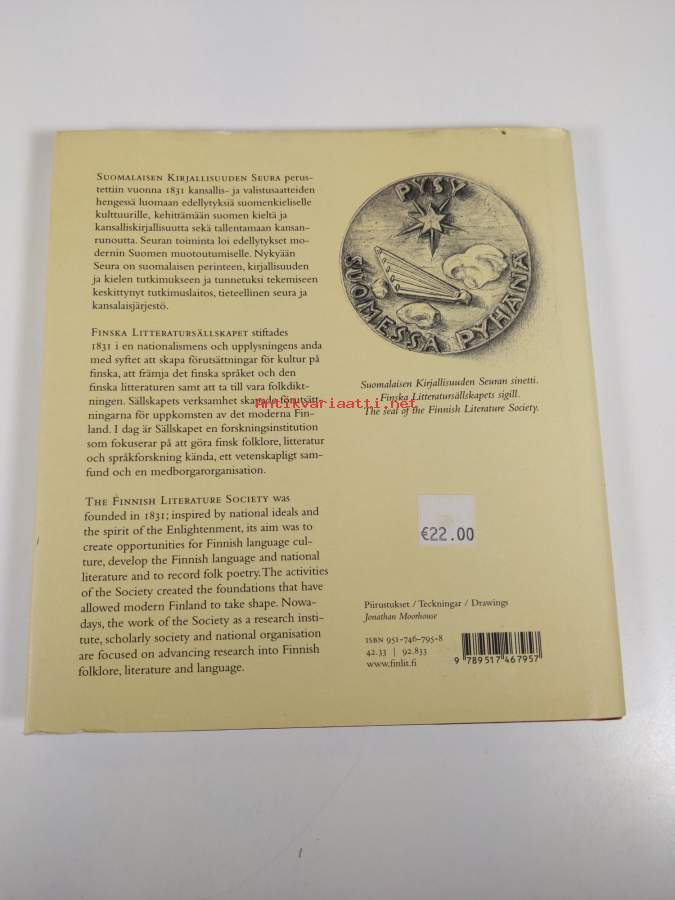 Suomalaisen Kirjallisuuden Seura perus-
tettiin vuonna 1831 kansallis- ja valistusaatteiden
hengessä luomaan edellytyksiä suomenkieliselle
kulttuurille, kehittämään suomen kieltä ja
kansalliskirjallisuutta sekä tallentamaan kansan-
runoutta. Seuran toiminta loi edellytykset mo-
dernin Suomen muotoutumiselle. Nykyään
Seura on suomalaisen perinteen, kirjallisuuden
ja kielen tutkimukseen ja tunnetuksi tekemiseen
keskittynyt tutkimuslaitos, tieteellinen seura ja
kansalaisjärjestö.
Finska Litteratursällskapet stiftades
1831 i en nationalismens och upplysningens anda
med syftet att skapa förutsättningar för kultur på
finska, att främja det finska språket och den
finska litteraturen samt att ta till vara folkdikt-
ningen. Sällskapets verksamhet skapade förutsätt-
ningarna för uppkomsten av det moderna Fin-
land. I dag är Sällskapet en forskningsinstitution
som fokuserar på att göra finsk folklore, litteratur
och språkforskning kända, ett vetenskapligt sam-
fund och en medborgarorganisation.
The Finnish Literature Society was
founded in 1831; inspired by national ideals and
the spirit of the Enlightenment, its aim was to
create opportunities for Finnish language cul-
ture, develop the Finnish language and national
literature and to record folk poetry. The activities
of the Society created the foundations that have
allowed modern Finland to take shape. Nowa-
days, the work of the Society as a research insti-
tute, scholarly society and national organisation
are focused on advancing research into Finnish
folklore, literature and language.
PYSY
SUOMESSA PYHÄNÄ
Suomalaisen Kirjallisuuden Seuran sinetti.
Finska Litteratursällskapets sigill.
The seal of the Finnish Literature Society.
Antikvariaatti.net
€22.00
Piirustukset / Teckningar / Drawings
Jonathan Moorhouse
ISBN 951-746-795-8
42.33 | 92.833
www.finlit.fi
9 789517 467957